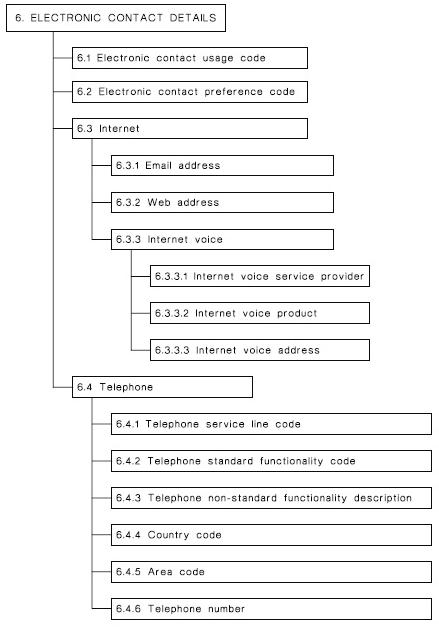 6. ELECTRONIC CONTACT DETAILS
6.1 Electronic contact usage code
6.2 Electronic contact preference code
6.3 Internet
6.3.1 Email address
6.3.2 Web address
6.3.3 Internet voice
6.3.3.1 Internet voice service provider
6.3.3.2 Internet voice product
6.3.3.3 Internet voice address
6.4 Telephone
6.4.1 Telephone service line code
6.4.2 Telephone standard functionality code
6.4.3 Telephone non-standard functionality description
6.4.4 Country code
6.4.5 Area code
6.4.6 Telephone number